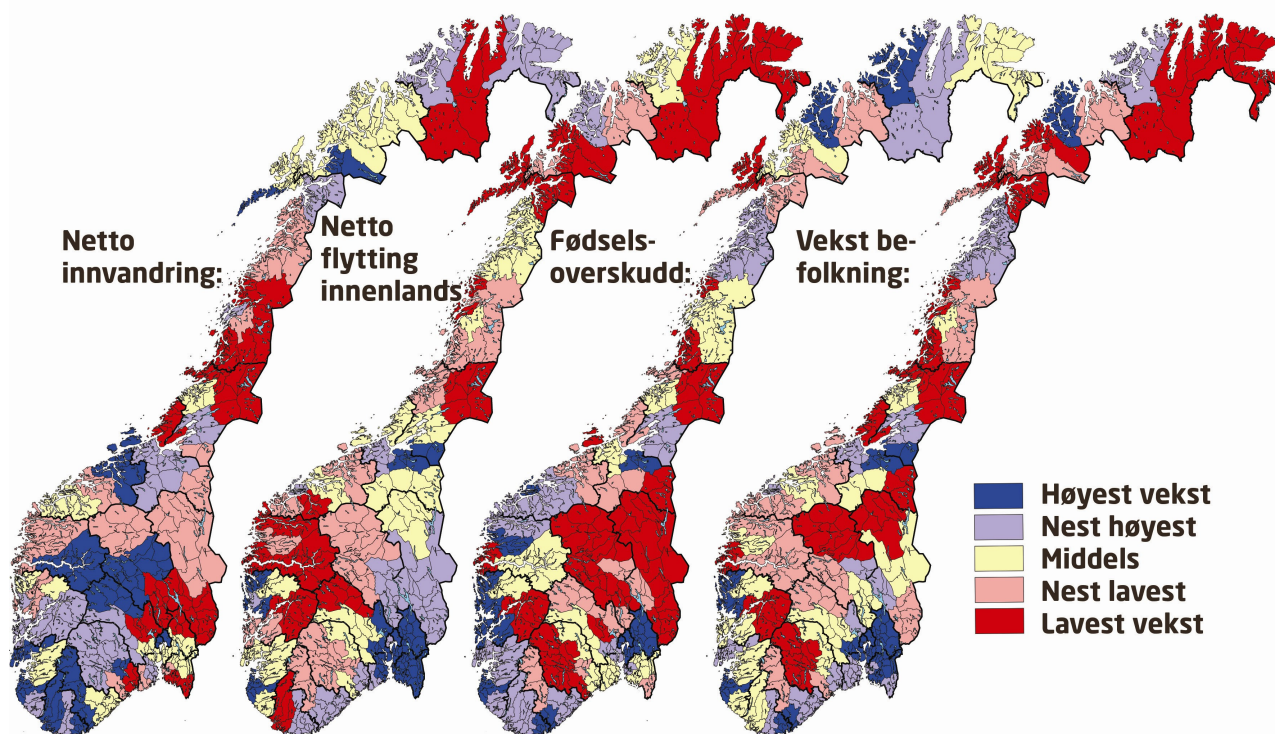 Netto
innvandring:
Netto
flytting
innenlands
Fødsels-
overskudd:
Vekst be-
folkning:
Høyest vekst
Nest høyest
Middels
Nest lavest
Lavest vekst